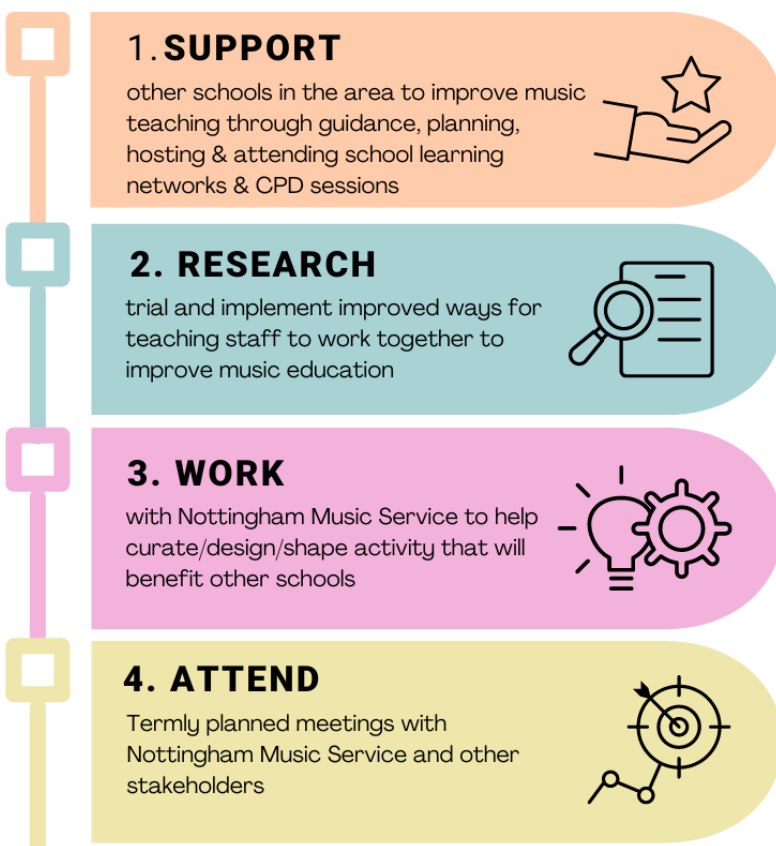 1. SUPPORT
other schools in the area to improve music
teaching through guidance, planning,
hosting & attending school learning
networks & CPD sessions
2. RESEARCH
trial and implement improved ways for
teaching staff to work together to
improve music education
3. WORK
with Nottingham Music Service to help
curate/design/shape activity that will
benefit other schools
4. ATTEND
Termly planned meetings with
Nottingham Music Service and other
stakeholders